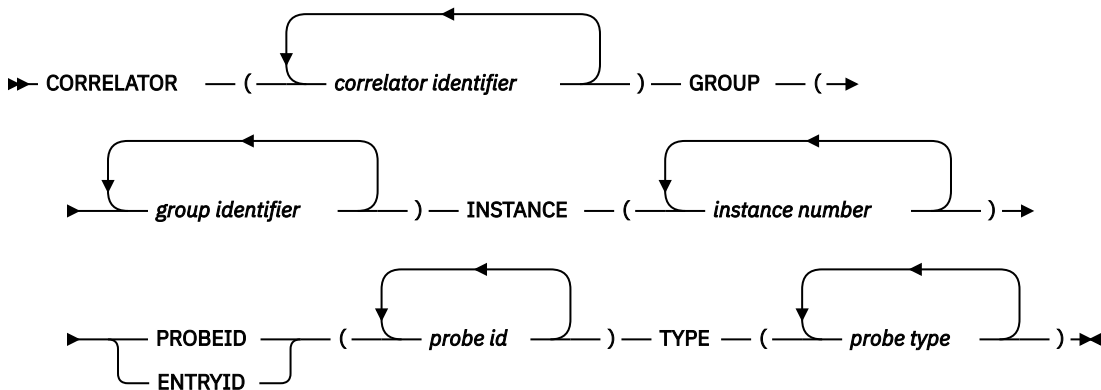 CORRELATOR ( correlator identifier ) GROUP (
group identifier ) INSTANCE ( instance number )
PROBEID ( probe id ) TYPE ( probe type )
ENTRYID